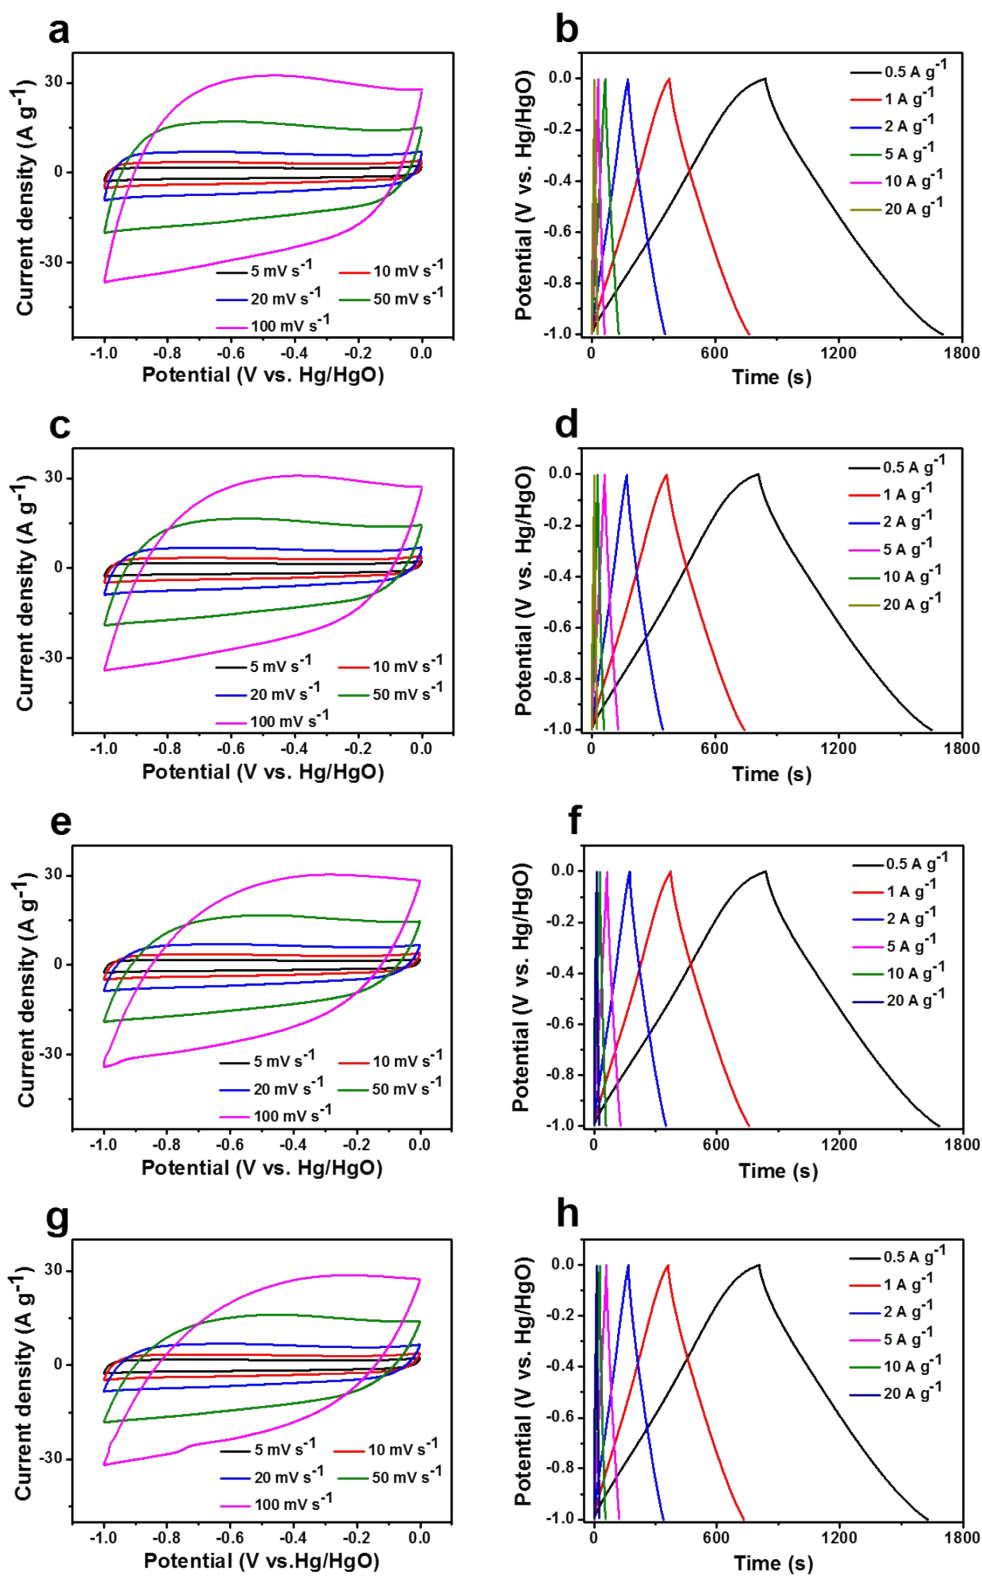 a
Current density (A g⁻¹)
30
0
-30
5 mV s⁻¹
10 mV s⁻¹
20 mV s⁻¹
50 mV s⁻¹
100 mV s⁻¹
-1.0 -0.8 -0.6 -0.4 -0.2 0.0
Potential (V vs. Hg/HgO)
b
Potential (V vs. Hg/HgO)
0.0
-0.2
-0.4
-0.6
-0.8
-1.0
0.5 A g⁻¹
1 A g⁻¹
2 A g⁻¹
5 A g⁻¹
10 A g⁻¹
20 A g⁻¹
0 600 1200 1800
Time (s)
c
Current density (A g⁻¹)
30
0
-30
5 mV s⁻¹
10 mV s⁻¹
20 mV s⁻¹
50 mV s⁻¹
100 mV s⁻¹
-1.0 -0.8 -0.6 -0.4 -0.2 0.0
Potential (V vs. Hg/HgO)
d
Potential (V vs. Hg/HgO)
0.0
-0.2
-0.4
-0.6
-0.8
-1.0
0.5 A g⁻¹
1 A g⁻¹
2 A g⁻¹
5 A g⁻¹
10 A g⁻¹
20 A g⁻¹
0 600 1200 1800
Time (s)
e
Current density (A g⁻¹)
30
0
-30
5 mV s⁻¹
10 mV s⁻¹
20 mV s⁻¹
50 mV s⁻¹
100 mV s⁻¹
-1.0 -0.8 -0.6 -0.4 -0.2 0.0
Potential (V vs. Hg/HgO)
f
Potential (V vs. Hg/HgO)
0.0
-0.2
-0.4
-0.6
-0.8
-1.0
0.5 A g⁻¹
1 A g⁻¹
2 A g⁻¹
5 A g⁻¹
10 A g⁻¹
20 A g⁻¹
0 600 1200 1800
Time (s)
g
Current density (A g⁻¹)
30
0
-30
5 mV s⁻¹
10 mV s⁻¹
20 mV s⁻¹
50 mV s⁻¹
100 mV s⁻¹
-1.0 -0.8 -0.6 -0.4 -0.2 0.0
Potential (V vs.Hg/HgO)
h
Potential (V vs. Hg/HgO)
0.0
-0.2
-0.4
-0.6
-0.8
-1.0
0.5 A g⁻¹
1 A g⁻¹
2 A g⁻¹
5 A g⁻¹
10 A g⁻¹
20 A g⁻¹
0 600 1200 1800
Time (s)